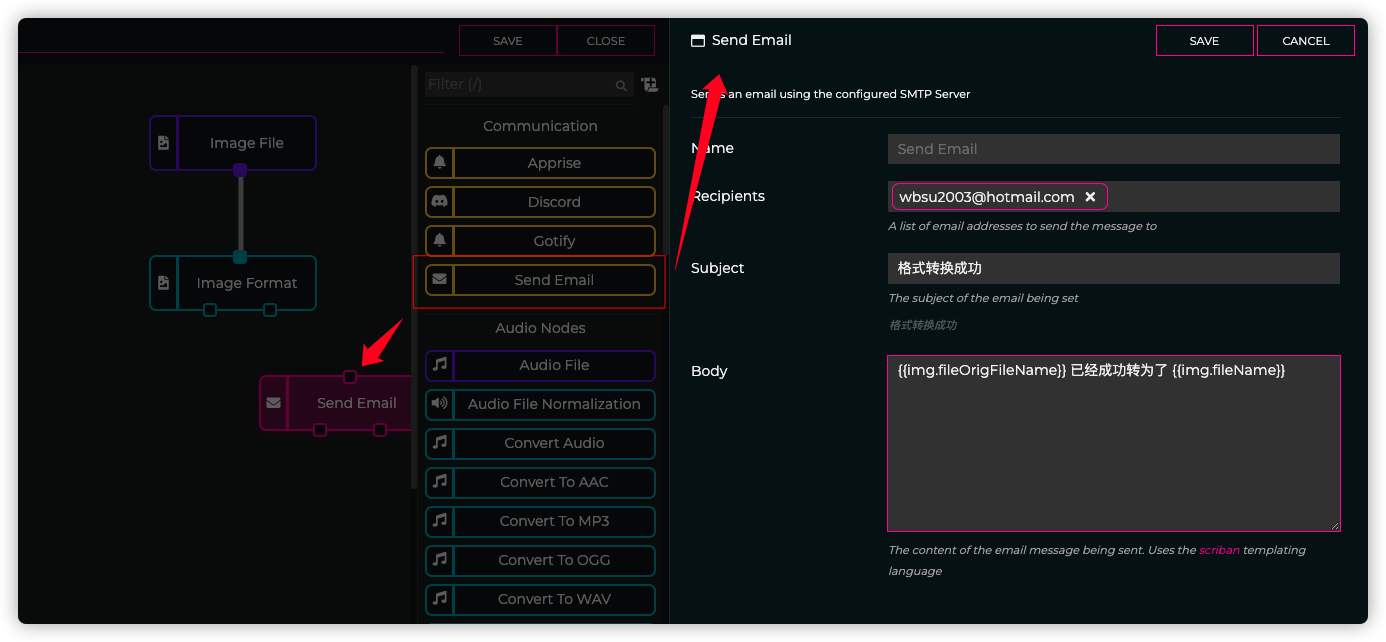 SAVE
CLOSE
Image File
Image Format
Send Email
Filter (/)
Communication
Apprise
Discord
Gotify
Send Email
Audio Nodes
Audio File
Audio File Normalization
Convert Audio
Convert To AAC
Convert To MP3
Convert To OGG
Convert To WAV
Send Email
SAVE
CANCEL
an email using the configured SMTP Server
Name
Send Email
Recipients
wbsu2003@hotmail.com ×
A list of email addresses to send the message to
Subject
格式转换成功
The subject of the email being set
格式转换成功
Body
{{img.fileOrigFileName}} 已经成功转为了 {{img.fileName}}
The content of the email message being sent. Uses the scriban templating
language